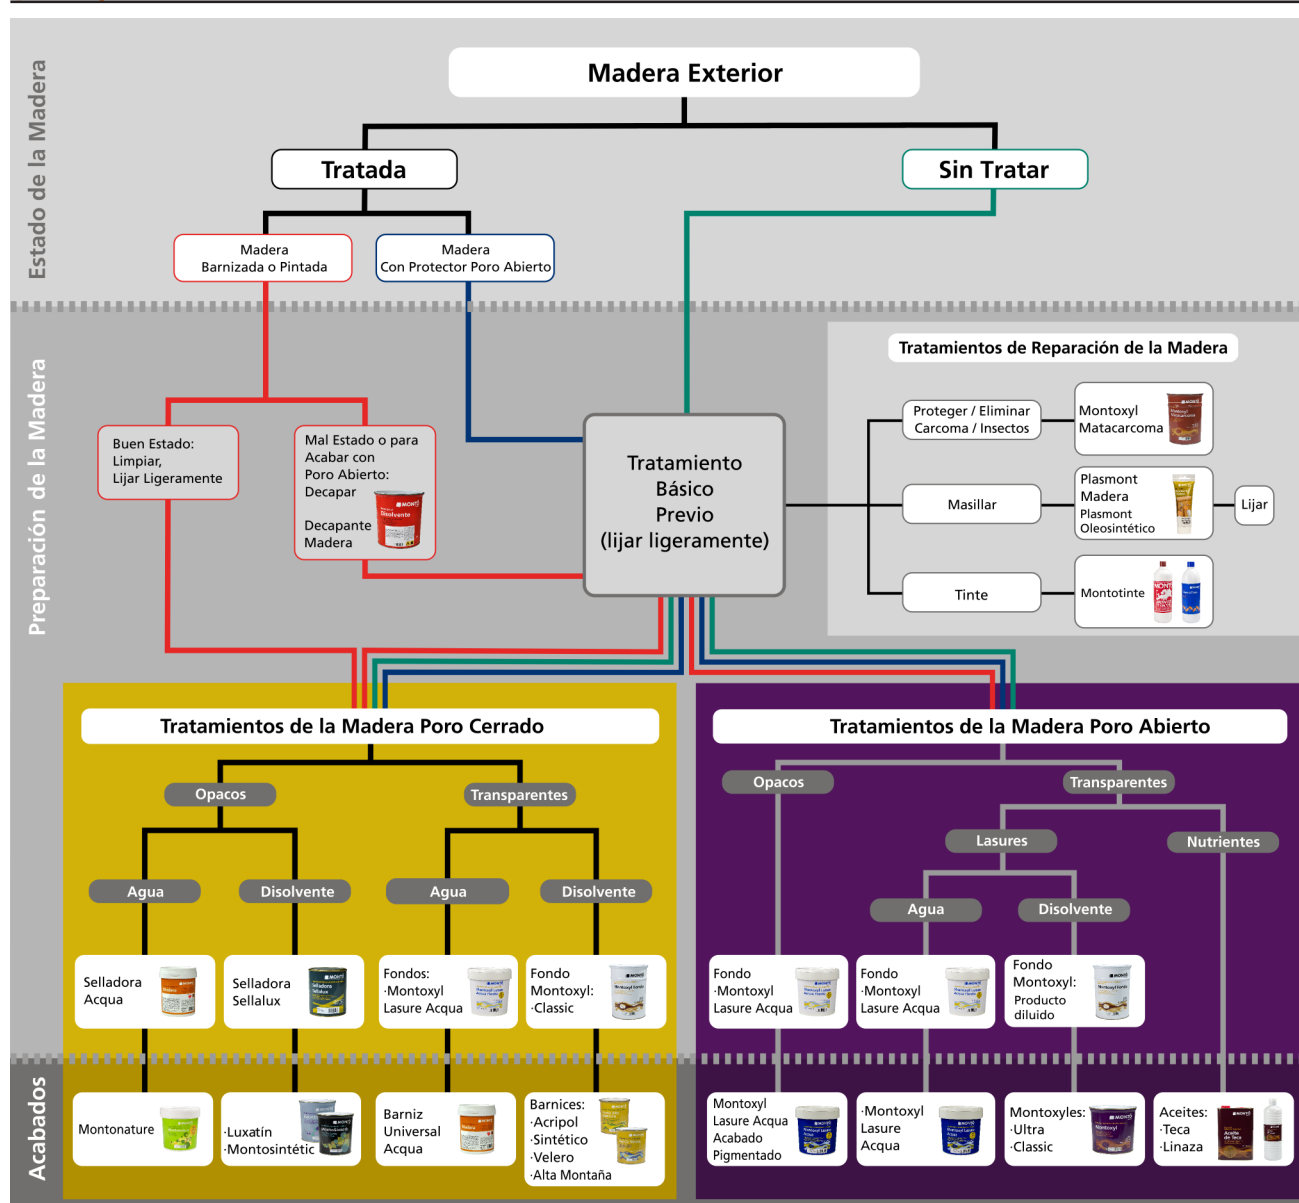 Estado de la Madera
Madera Exterior
Tratada
Sin Tratar
Madera
Barnizada o Pintada
Madera
Con Protector Poro Abierto
Preparación de la Madera
Buen Estado:
Limpiar,
Lijar Ligeramente
Mal Estado o para
Acabar con
Poro Abierto:
Decapar
Decapante
Madera
MONTÓ
Disolvente
Tratamiento
Básico
Previo
(lijar ligeramente)
Tratamientos de Reparación de la Madera
Proteger / Eliminar
Carcoma / Insectos
Montoxyl
Matacarcoma
Masillar
Plasmont
Madera
Plasmont
Oleosintético
Lijar
Tinte
Montotinte
Tratamientos de la Madera Poro Cerrado
Opacos
Transparentes
Agua
Disolvente
Agua
Disolvente
Selladora
Acqua
Selladora
Sellalux
Fondos:
·Montoxyl
Lasure Acqua
Fondo
Montoxyl:
·Classic
Tratamientos de la Madera Poro Abierto
Opacos
Transparentes
Lasures
Nutrientes
Agua
Disolvente
Fondo
·Montoxyl
Lasure Acqua
Fondo
·Montoxyl
Lasure Acqua
Fondo
Montoxyl:
Producto
diluido
Acabados
Montonature
·Luxatín
·Montosintétic
Barniz
Universal
Acqua
Barnices:
·Acripol
·Sintético
·Velero
·Alta Montaña
Montoxyl
Lasure Acqua
Acabado
Pigmentado
·Montoxyl
Lasure
Acqua
Montoxyles:
·Ultra
·Classic
Aceites:
·Teca
·Linaza